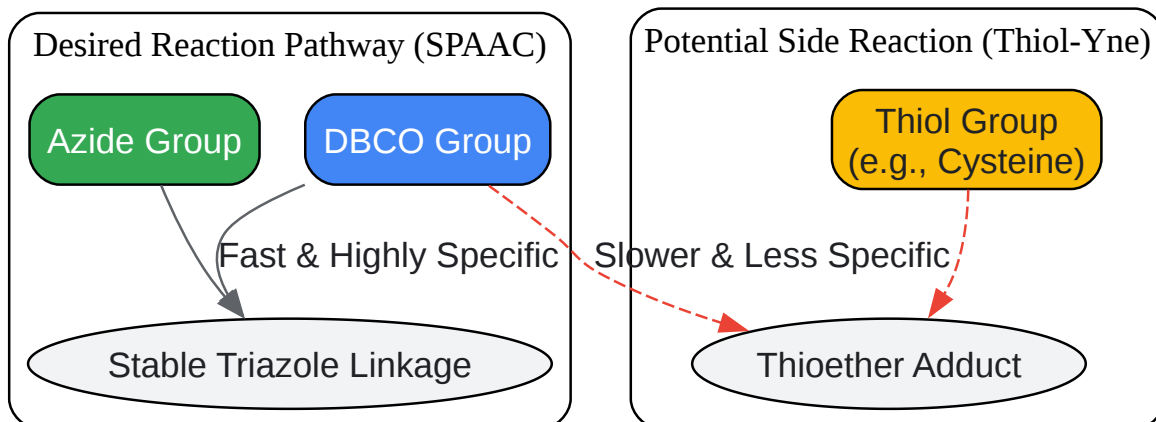 Desired Reaction Pathway (SPAAC)
Azide Group
DBCO Group
Fast & Highly Specific
Stable Triazole Linkage
Potential Side Reaction (Thiol-Yne)
Thiol Group
(e.g., Cysteine)
Slower & Less Specific
Thioether Adduct